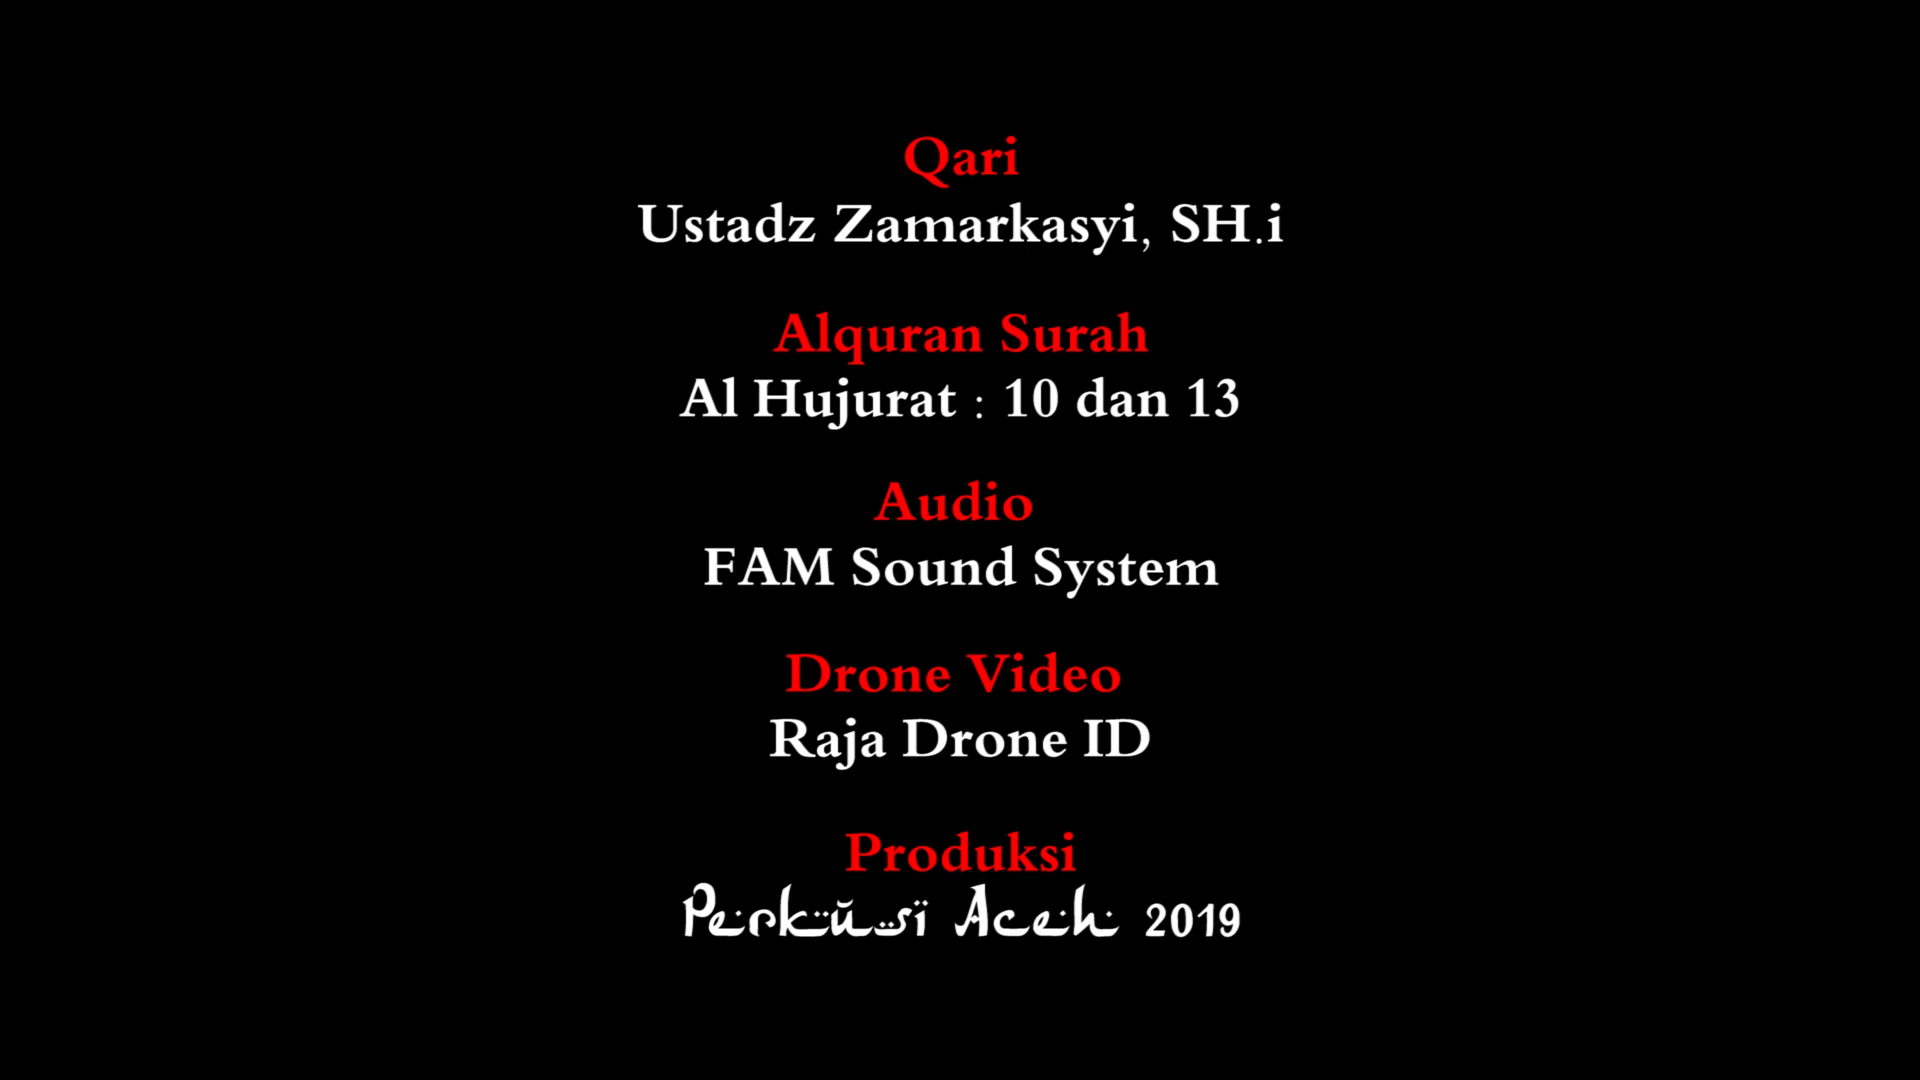 Qari
Ustadz Zamarkasyi, SH.i
Alquran Surah
Al Hujurat : 10 dan 13
Audio
FAM Sound System
Drone Video
Raja Drone ID
Produksi
Perkusi Aceh 2019